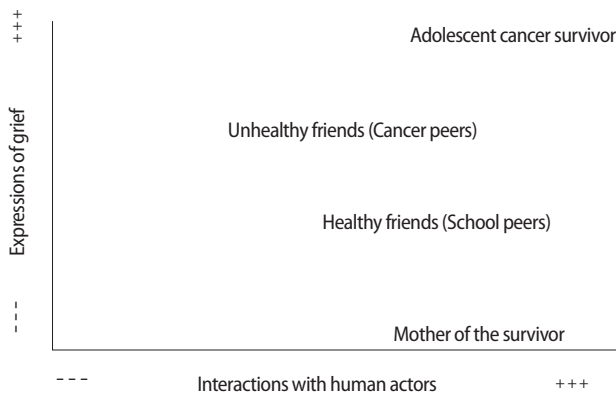 +++
Adolescent cancer survivor
Unhealthy friends (Cancer peers)
Expressions of grief
Healthy friends (School peers)
---
Mother of the survivor
--- Interactions with human actors +++